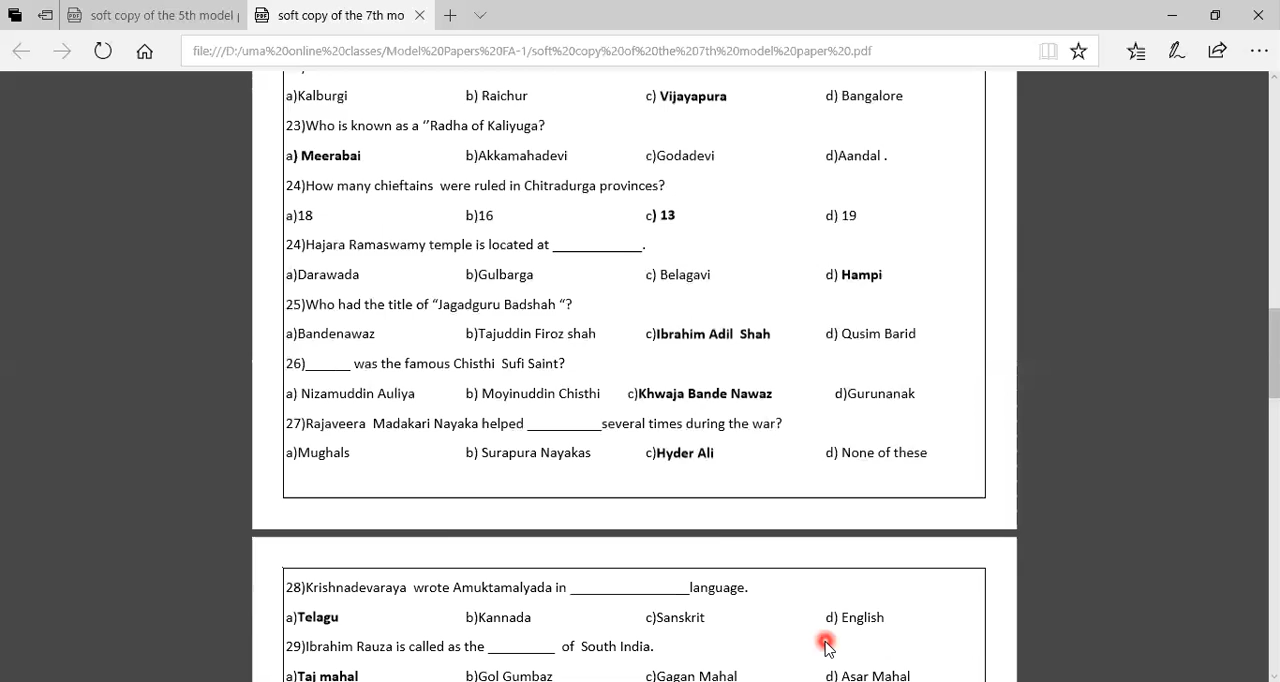 soft copy of the 5th model
soft copy of the 7th mo
file:///D:/uma%20online%20classes/Model%20Papers%20FA-1/soft%20copy%20of%20the%207th%20model%20paper%20.pdf
a)Kalburgi b) Raichur c) Vijayapura d) Bangalore
23)Who is known as a ‘’Radha of Kaliyuga?
a) Meerabai b)Akkamahadevi c)Godadevi d)Aandal .
24)How many chieftains were ruled in Chitradurga provinces?
a)18 b)16 c) 13 d) 19
24)Hajara Ramaswamy temple is located at _____________.
a)Darawada b)Gulbarga c) Belagavi d) Hampi
25)Who had the title of “Jagadguru Badshah “?
a)Bandenawaz b)Tajuddin Firoz shah c)Ibrahim Adil Shah d) Qusim Barid
26)______ was the famous Chisthi Sufi Saint?
a) Nizamuddin Auliya b) Moyinuddin Chisthi c)Khwaja Bande Nawaz d)Gurunanak
27)Rajaveera Madakari Nayaka helped __________several times during the war?
a)Mughals b) Surapura Nayakas c)Hyder Ali d) None of these
28)Krishnadevaraya wrote Amuktamalyada in ________________language.
a)Telagu b)Kannada c)Sanskrit d) English
29)Ibrahim Rauza is called as the _________ of South India.
a)Taj mahal b)Gol Gumbaz c)Gagan Mahal d) Asar Mahal